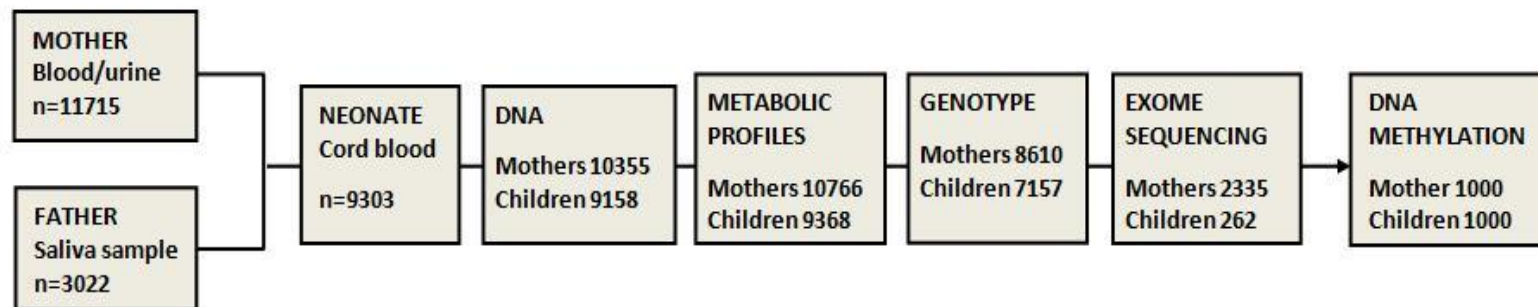 MOTHER
Blood/urine
n=11715
FATHER
Saliva sample
n=3022
NEONATE
Cord blood
n=9303
DNA
Mothers 10355
Children 9158
METABOLIC
PROFILES
Mothers 10766
Children 9368
GENOTYPE
Mothers 8610
Children 7157
EXOME
SEQUENCING
Mothers 2335
Children 262
DNA
METHYLATION
Mother 1000
Children 1000